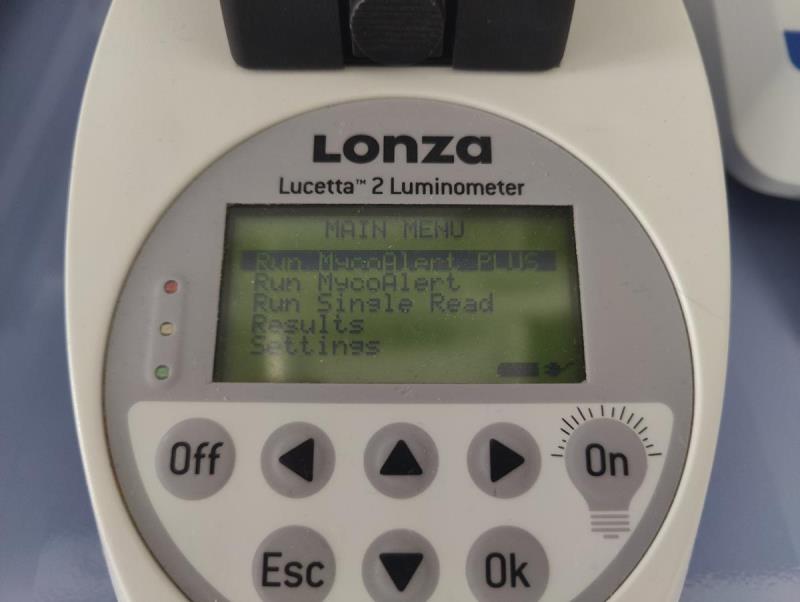 Lonza
Lucetta™ 2 Luminometer
MAIN MENU
Run MycoAlert PLUS
Run MycoAlert
Run Single Read
Results
Settings
Off
On
Esc
Ok